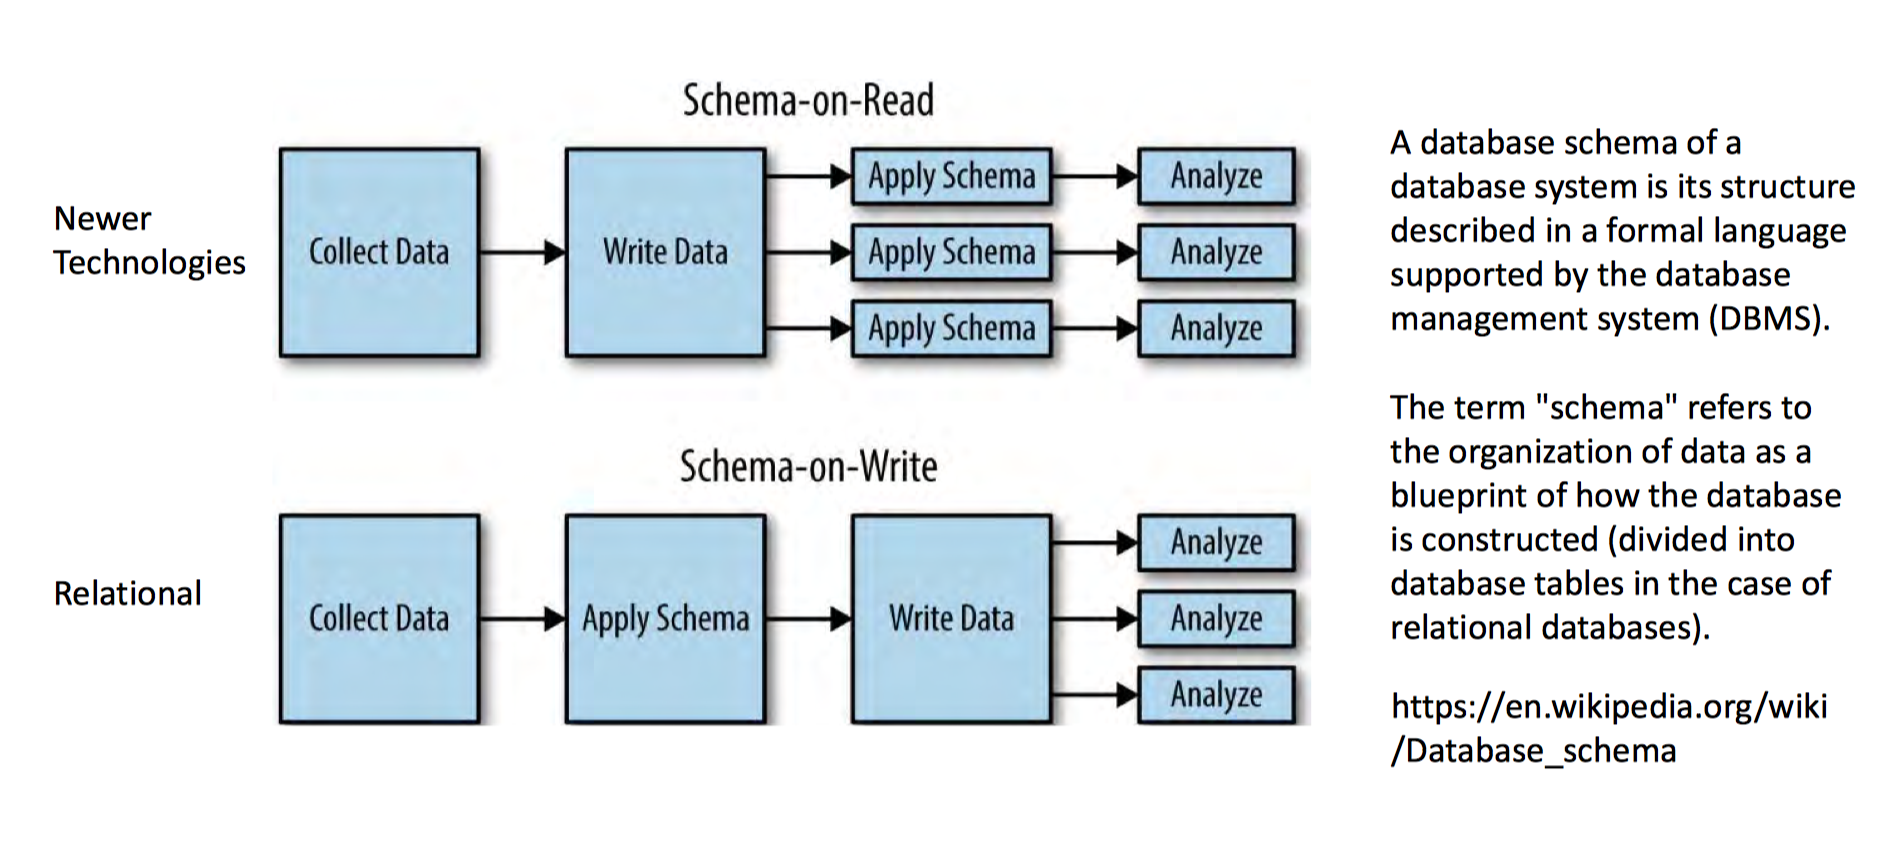 Schema-on-Read
Newer
Technologies
Collect Data
Write Data
Apply Schema
Analyze
Apply Schema
Analyze
Apply Schema
Analyze
Schema-on-Write
Relational
Collect Data
Apply Schema
Write Data
Analyze
Analyze
Analyze
A database schema of a
database system is its structure
described in a formal language
supported by the database
management system (DBMS).
The term "schema" refers to
the organization of data as a
blueprint of how the database
is constructed (divided into
database tables in the case of
relational databases).
https://en.wikipedia.org/wiki
/Database_schema